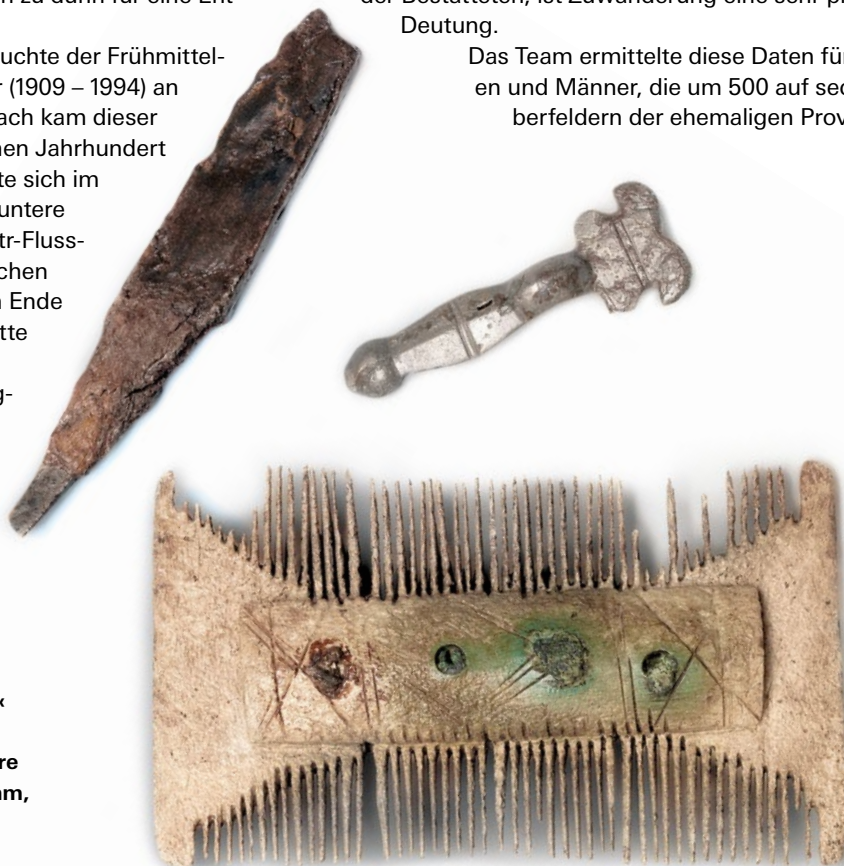 zu dünn für eine Ent-
uchte der Frühmittel-
r (1909 – 1994) an
ach kam dieser
en Jahrhundert
te sich im
untere
tr-Fluss-
chen
Ende
tte
g-
re
m,
der Bestatteten, ist Zuwanderung eine sehr
Deutung.
Das Team ermittelte diese Daten für
en und Männer, die um 500 auf sec
berfeldern der ehemaligen Prov